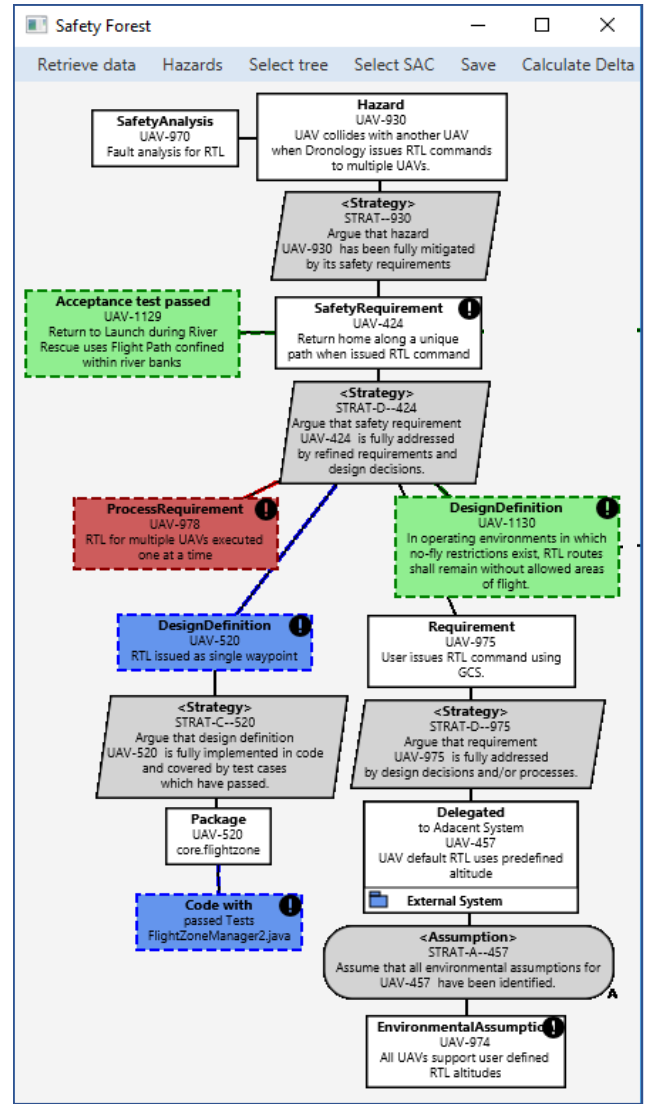 Safety Forest
Retrieve data Hazards Select tree Select SAC Save Calculate Delta
Hazard
UAV-930
UAV collides with another UAV
when Dronology issues RTL commands
to multiple UAVs.
SafetyAnalysis
UAV-970
Fault analysis for RTL
<Strategy>
STRAT--930
Argue that hazard
UAV-930 has been fully mitigated
by its safety requirements
Acceptance test passed
UAV-1129
Return to Launch during River
Rescue uses Flight Path confined
within river banks
SafetyRequirement
UAV-424
Return home along a unique
path when issued RTL command
<Strategy>
STRAT-D--424
Argue that safety requirement
UAV-424 is fully addressed
by refined requirements and
design decisions.
ProcessRequirement
UAV-978
RTL for multiple UAVs executed
one at a time
DesignDefinition
UAV-1130
In operating environments in which
no-fly restrictions exist, RTL routes
shall remain without allowed areas
of flight.
DesignDefinition
UAV-520
RTL issued as single waypoint
Requirement
UAV-975
User issues RTL command using
GCS.
<Strategy>
STRAT-C--520
Argue that design definition
UAV-520 is fully implemented in code
and covered by test cases
which have passed.
<Strategy>
STRAT-D--975
Argue that requirement
UAV-975 is fully addressed
by design decisions and/or processes.
Package
UAV-520
core.flightzone
Delegated
to Adacent System
UAV-457
UAV default RTL uses predefined
altitude
External System
Code with
passed Tests
FlightZoneManager2.java
<Assumption>
STRAT-A--457
Assume that all environmental assumptions for
UAV-457 have been identified.
A
EnvironmentalAssumptio
UAV-974
All UAVs support user defined
RTL altitudes